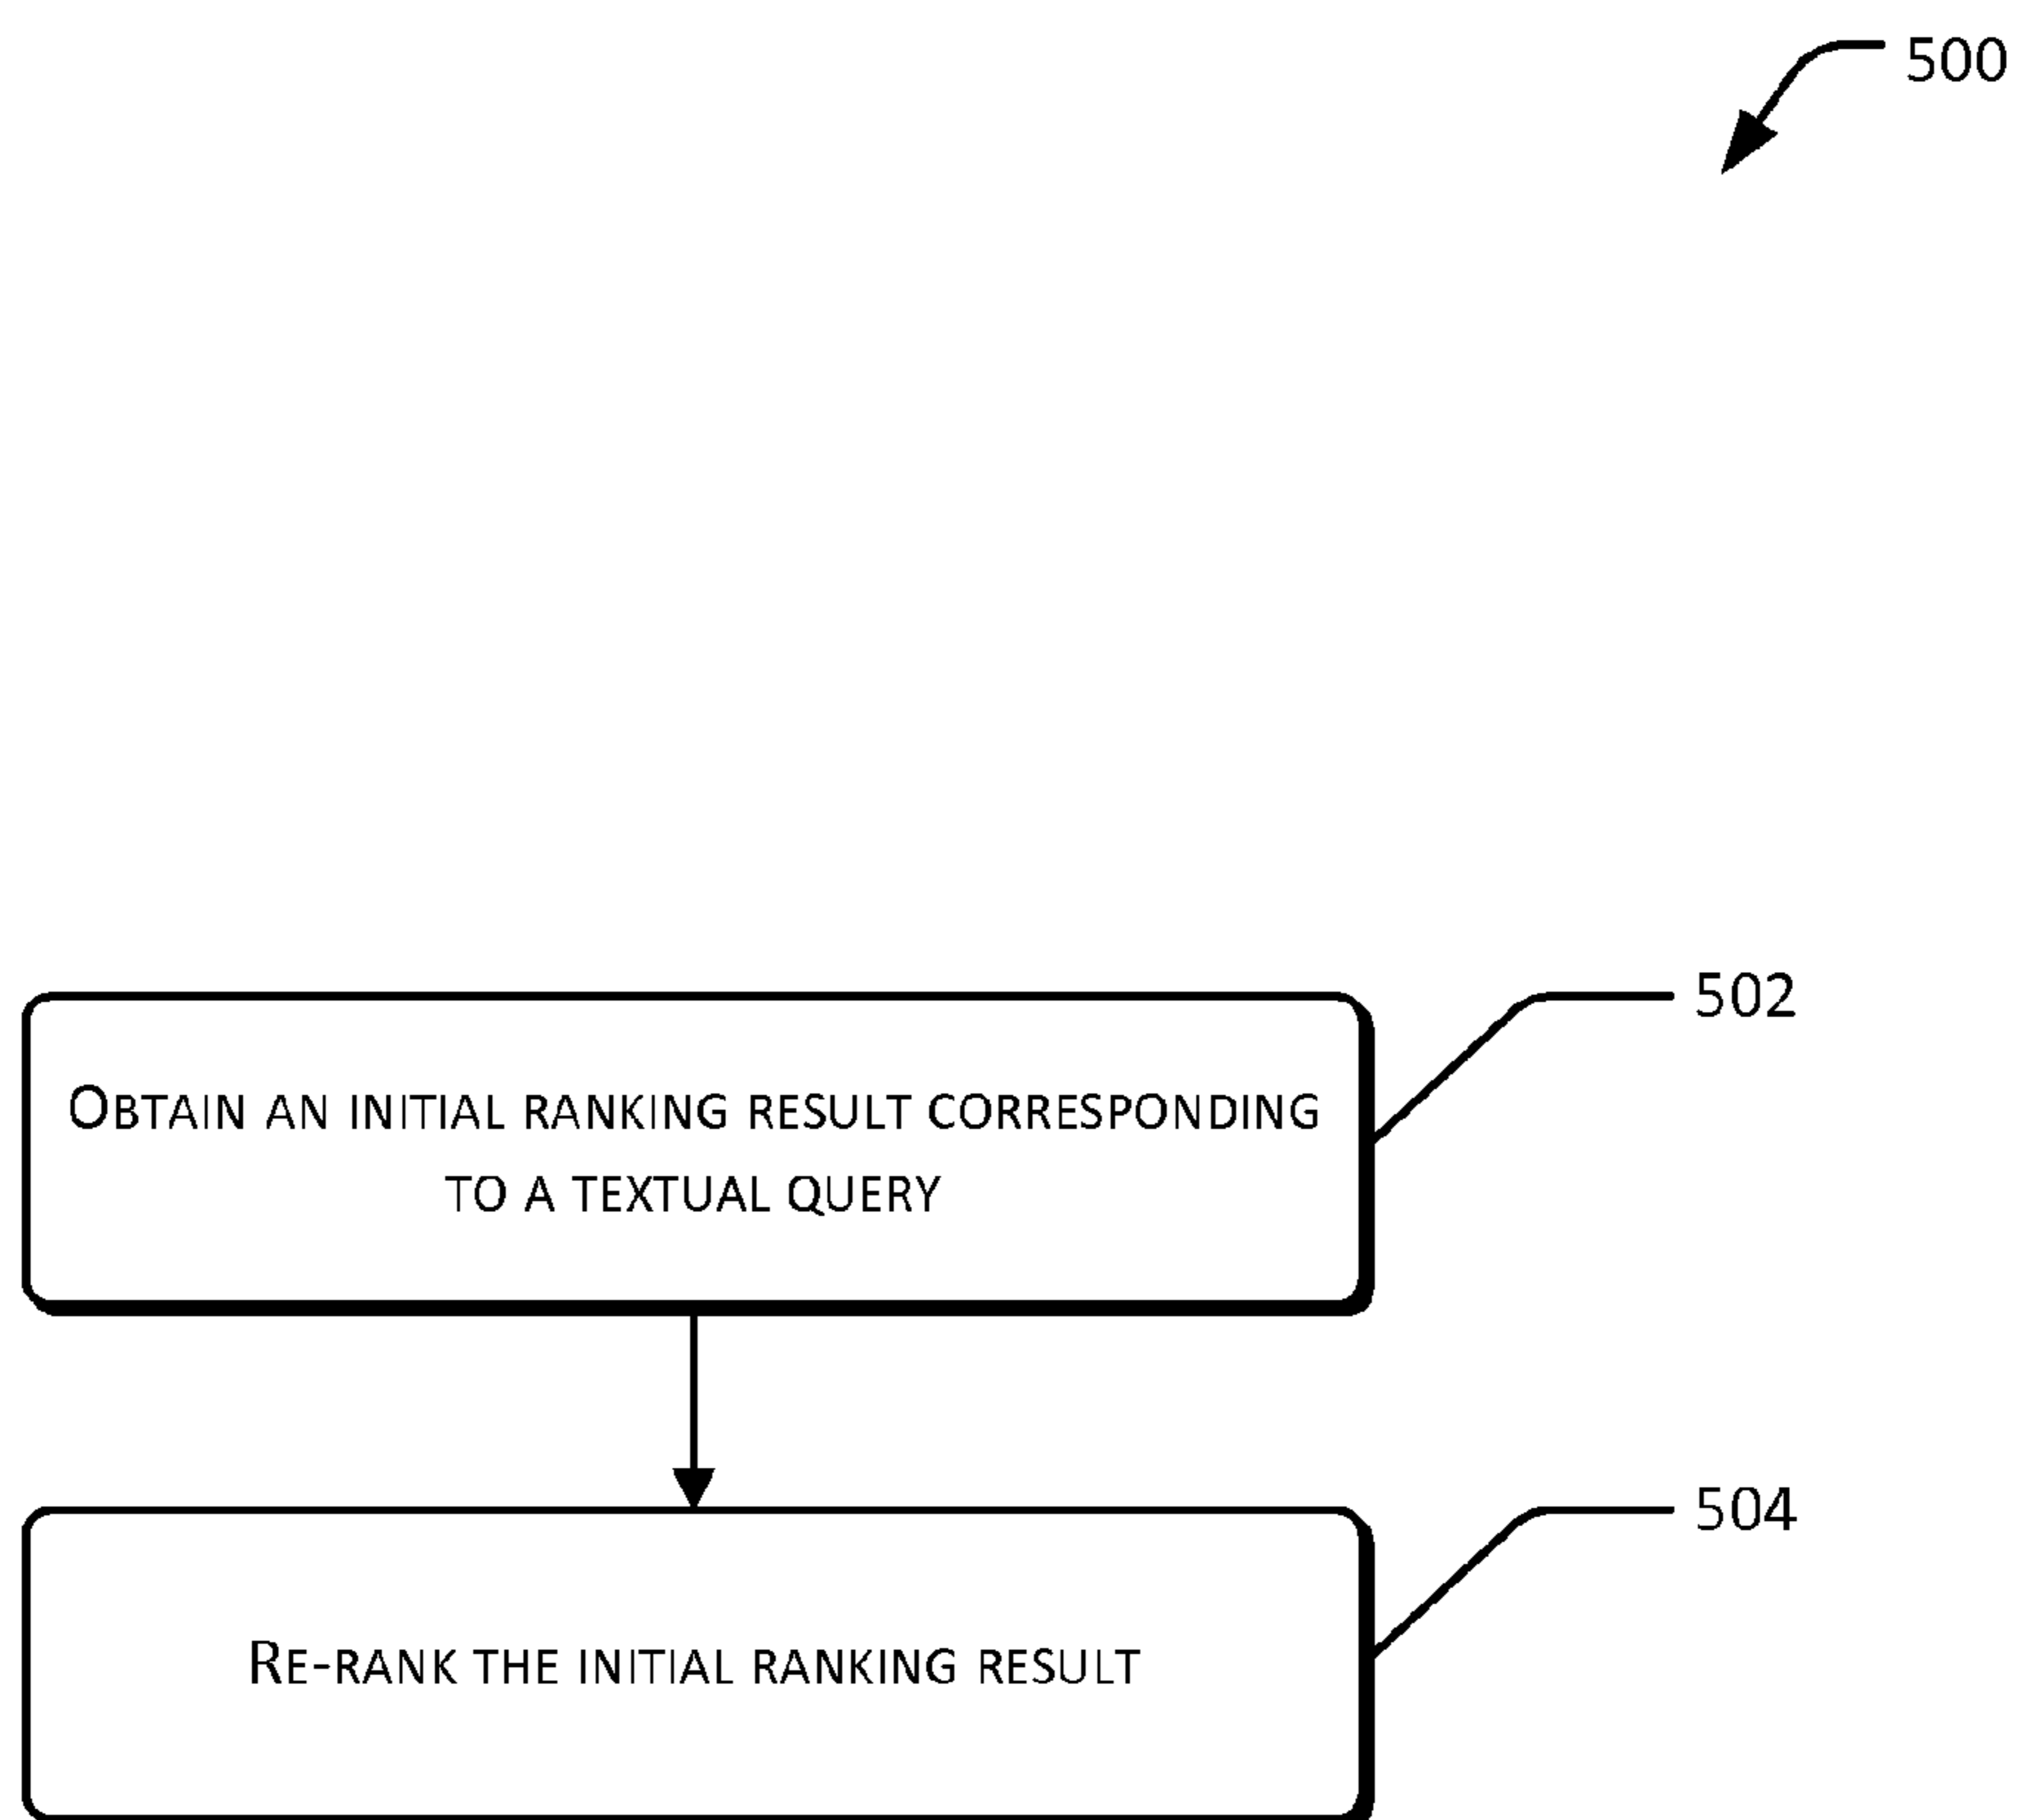 500
502
OBTAIN AN INITIAL RANKING RESULT CORRESPONDING
TO A TEXTUAL QUERY
504
RE-RANK THE INITIAL RANKING RESULT